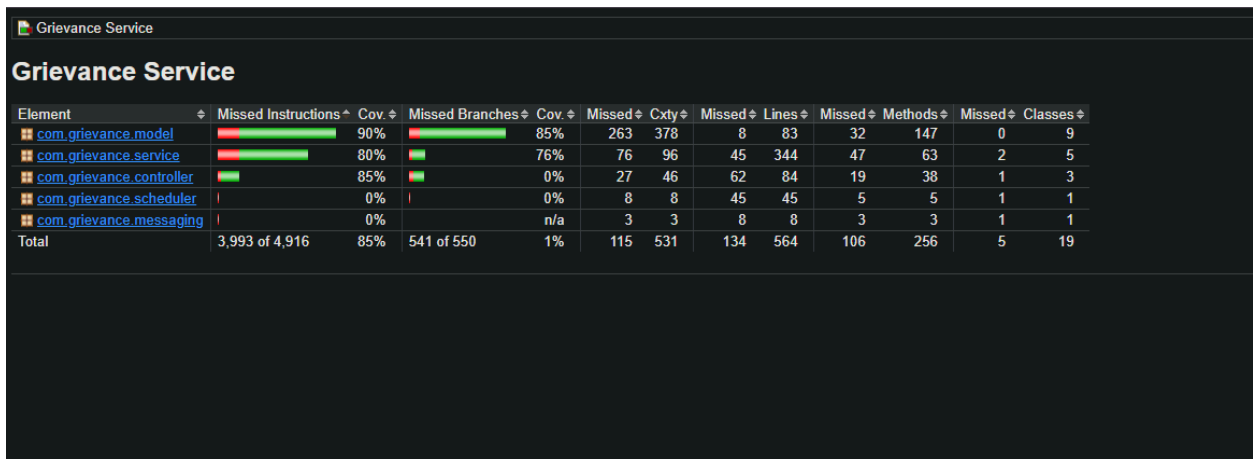 Grievance Service
Grievance Service
Element Missed Instructions Cov. Missed Branches Cov. Missed Cxty Missed Lines Missed Methods Missed Classes
com.grievance.model 90% 85% 263 378 8 83 32 147 0 9
com.grievance.service 80% 76% 76 96 45 344 47 63 2 5
com.grievance.controller 85% 0% 27 46 62 84 19 38 1 3
com.grievance.scheduler 0% 0% 8 8 45 45 5 5 1 1
com.grievance.messaging 0% n/a 3 3 8 8 3 3 1 1
Total 3,993 of 4,916 85% 541 of 550 1% 115 531 134 564 106 256 5 19